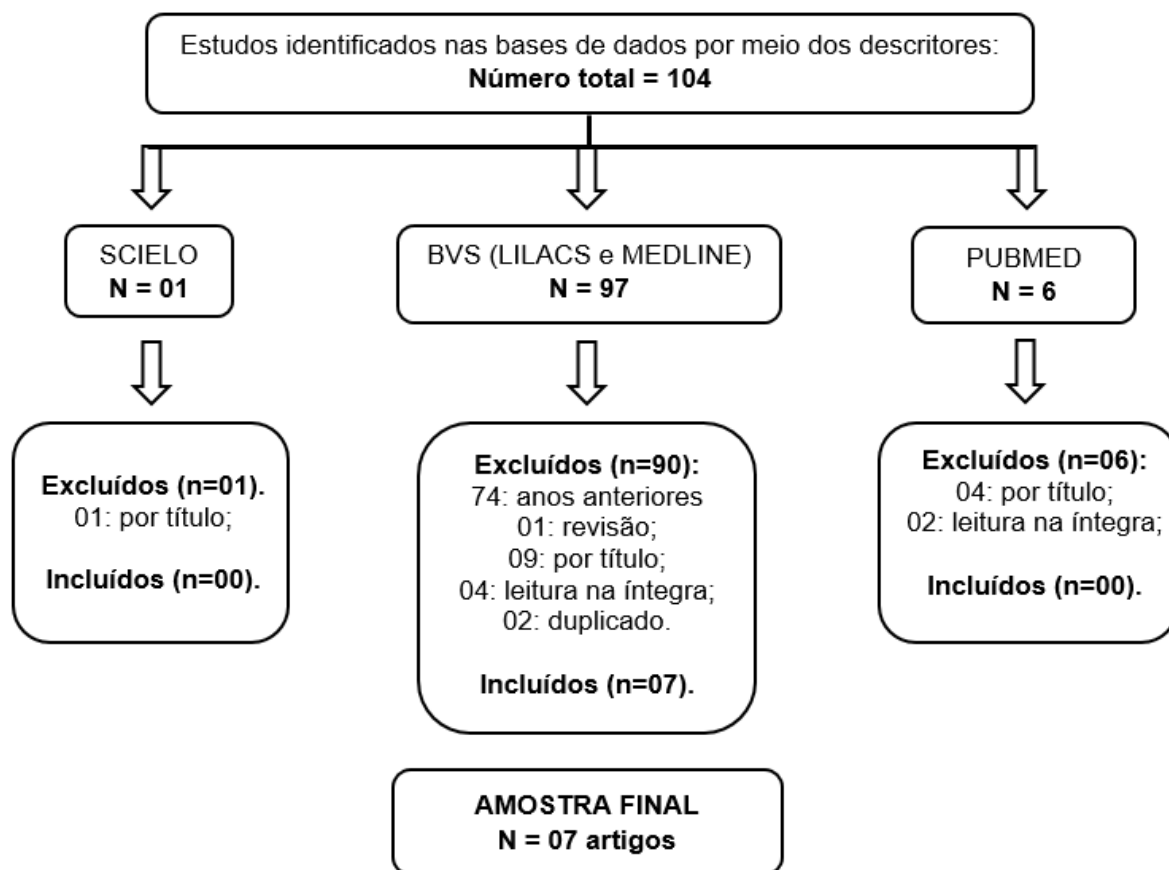 Estudos identificados nas bases de dados por meio dos descritores:
Número total = 104
SCIELO
N = 01
BVS (LILACS e MEDLINE)
N = 97
PUBMED
N = 6
Excluídos (n=01).
01: por título;
Incluídos (n=00).
Excluídos (n=90):
74: anos anteriores
01: revisão;
09: por título;
04: leitura na íntegra;
02: duplicado.
Incluídos (n=07).
Excluídos (n=06):
04: por título;
02: leitura na íntegra;
Incluídos (n=00).
AMOSTRA FINAL
N = 07 artigos